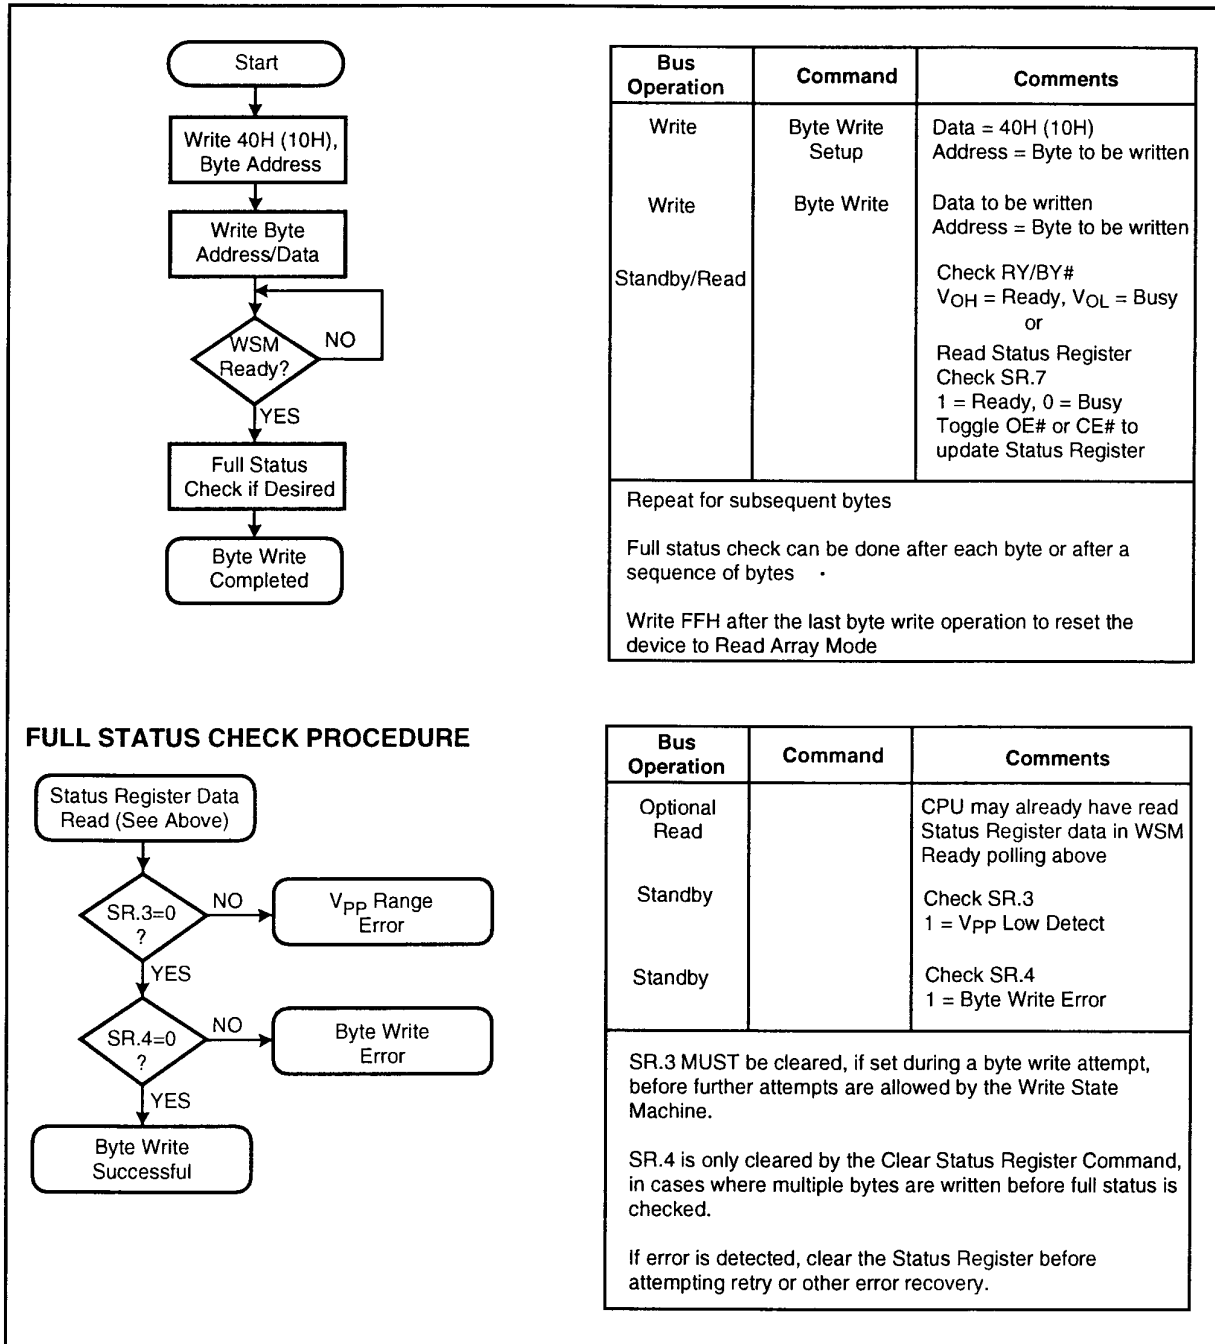 Start
Write 40H (10H),
Byte Address
Write Byte
Address/Data
WSM
Ready?
NO
YES
Full Status
Check if Desired
Byte Write
Completed
Bus
Operation
Command
Comments
Write
Byte Write
Setup
Data = 40H (10H)
Address = Byte to be written
Write
Byte Write
Data to be written
Address = Byte to be written
Standby/Read
Check RY/BY#
VOH = Ready, VOL = Busy
or
Read Status Register
Check SR.7
1 = Ready, 0 = Busy
Toggle OE# or CE# to
update Status Register
Repeat for subsequent bytes
Full status check can be done after each byte or after a
sequence of bytes
Write FFH after the last byte write operation to reset the
device to Read Array Mode
FULL STATUS CHECK PROCEDURE
Status Register Data
Read (See Above)
SR.3=0
?
NO
VPP Range
Error
YES
SR.4=0
?
NO
Byte Write
Error
YES
Byte Write
Successful
Bus
Operation
Command
Comments
Optional
Read
CPU may already have read
Status Register data in WSM
Ready polling above
Standby
Check SR.3
1 = VPP Low Detect
Standby
Check SR.4
1 = Byte Write Error
SR.3 MUST be cleared, if set during a byte write attempt,
before further attempts are allowed by the Write State
Machine.
SR.4 is only cleared by the Clear Status Register Command,
in cases where multiple bytes are written before full status is
checked.
If error is detected, clear the Status Register before
attempting retry or other error recovery.